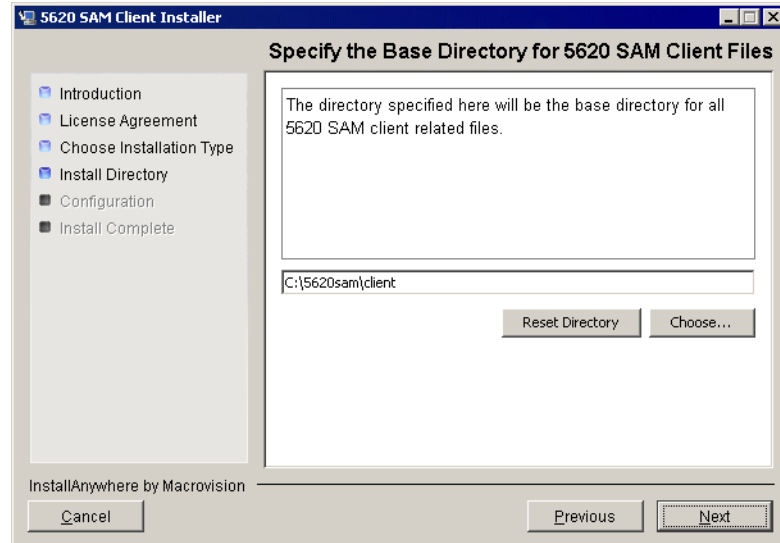 5620 SAM Client Installer
Specify the Base Directory for 5620 SAM Client Files
Introduction
License Agreement
Choose Installation Type
Install Directory
Configuration
Install Complete
The directory specified here will be the base directory for all
5620 SAM client related files.
C:\5620sam\client
Reset Directory
Choose...
InstallAnywhere by Macrovision
Cancel
Previous
Next